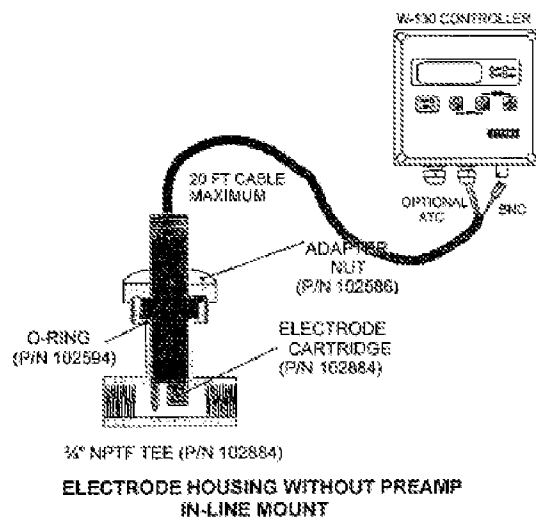 W-130 CONTROLLER
20 FT CABLE
MAXIMUM
OPTIONAL
ATC
BNC
ADAPTER
NUT
(P/N 102586)
O-RING
(P/N 102594)
ELECTRODE
CARTRIDGE
(P/N 102884)
¾" NPTF TEE (P/N 102884)
ELECTRODE HOUSING WITHOUT PREAMP
IN-LINE MOUNT